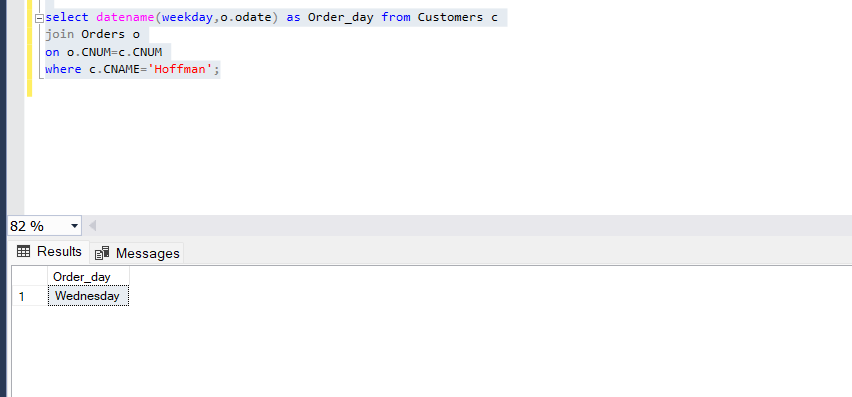 select datename(weekday,o.odate) as Order_day from Customers c
join Orders o
on o.CNUM=c.CNUM
where c.CNAME='Hoffman';
82 %
Results Messages
Order_day
1 Wednesday